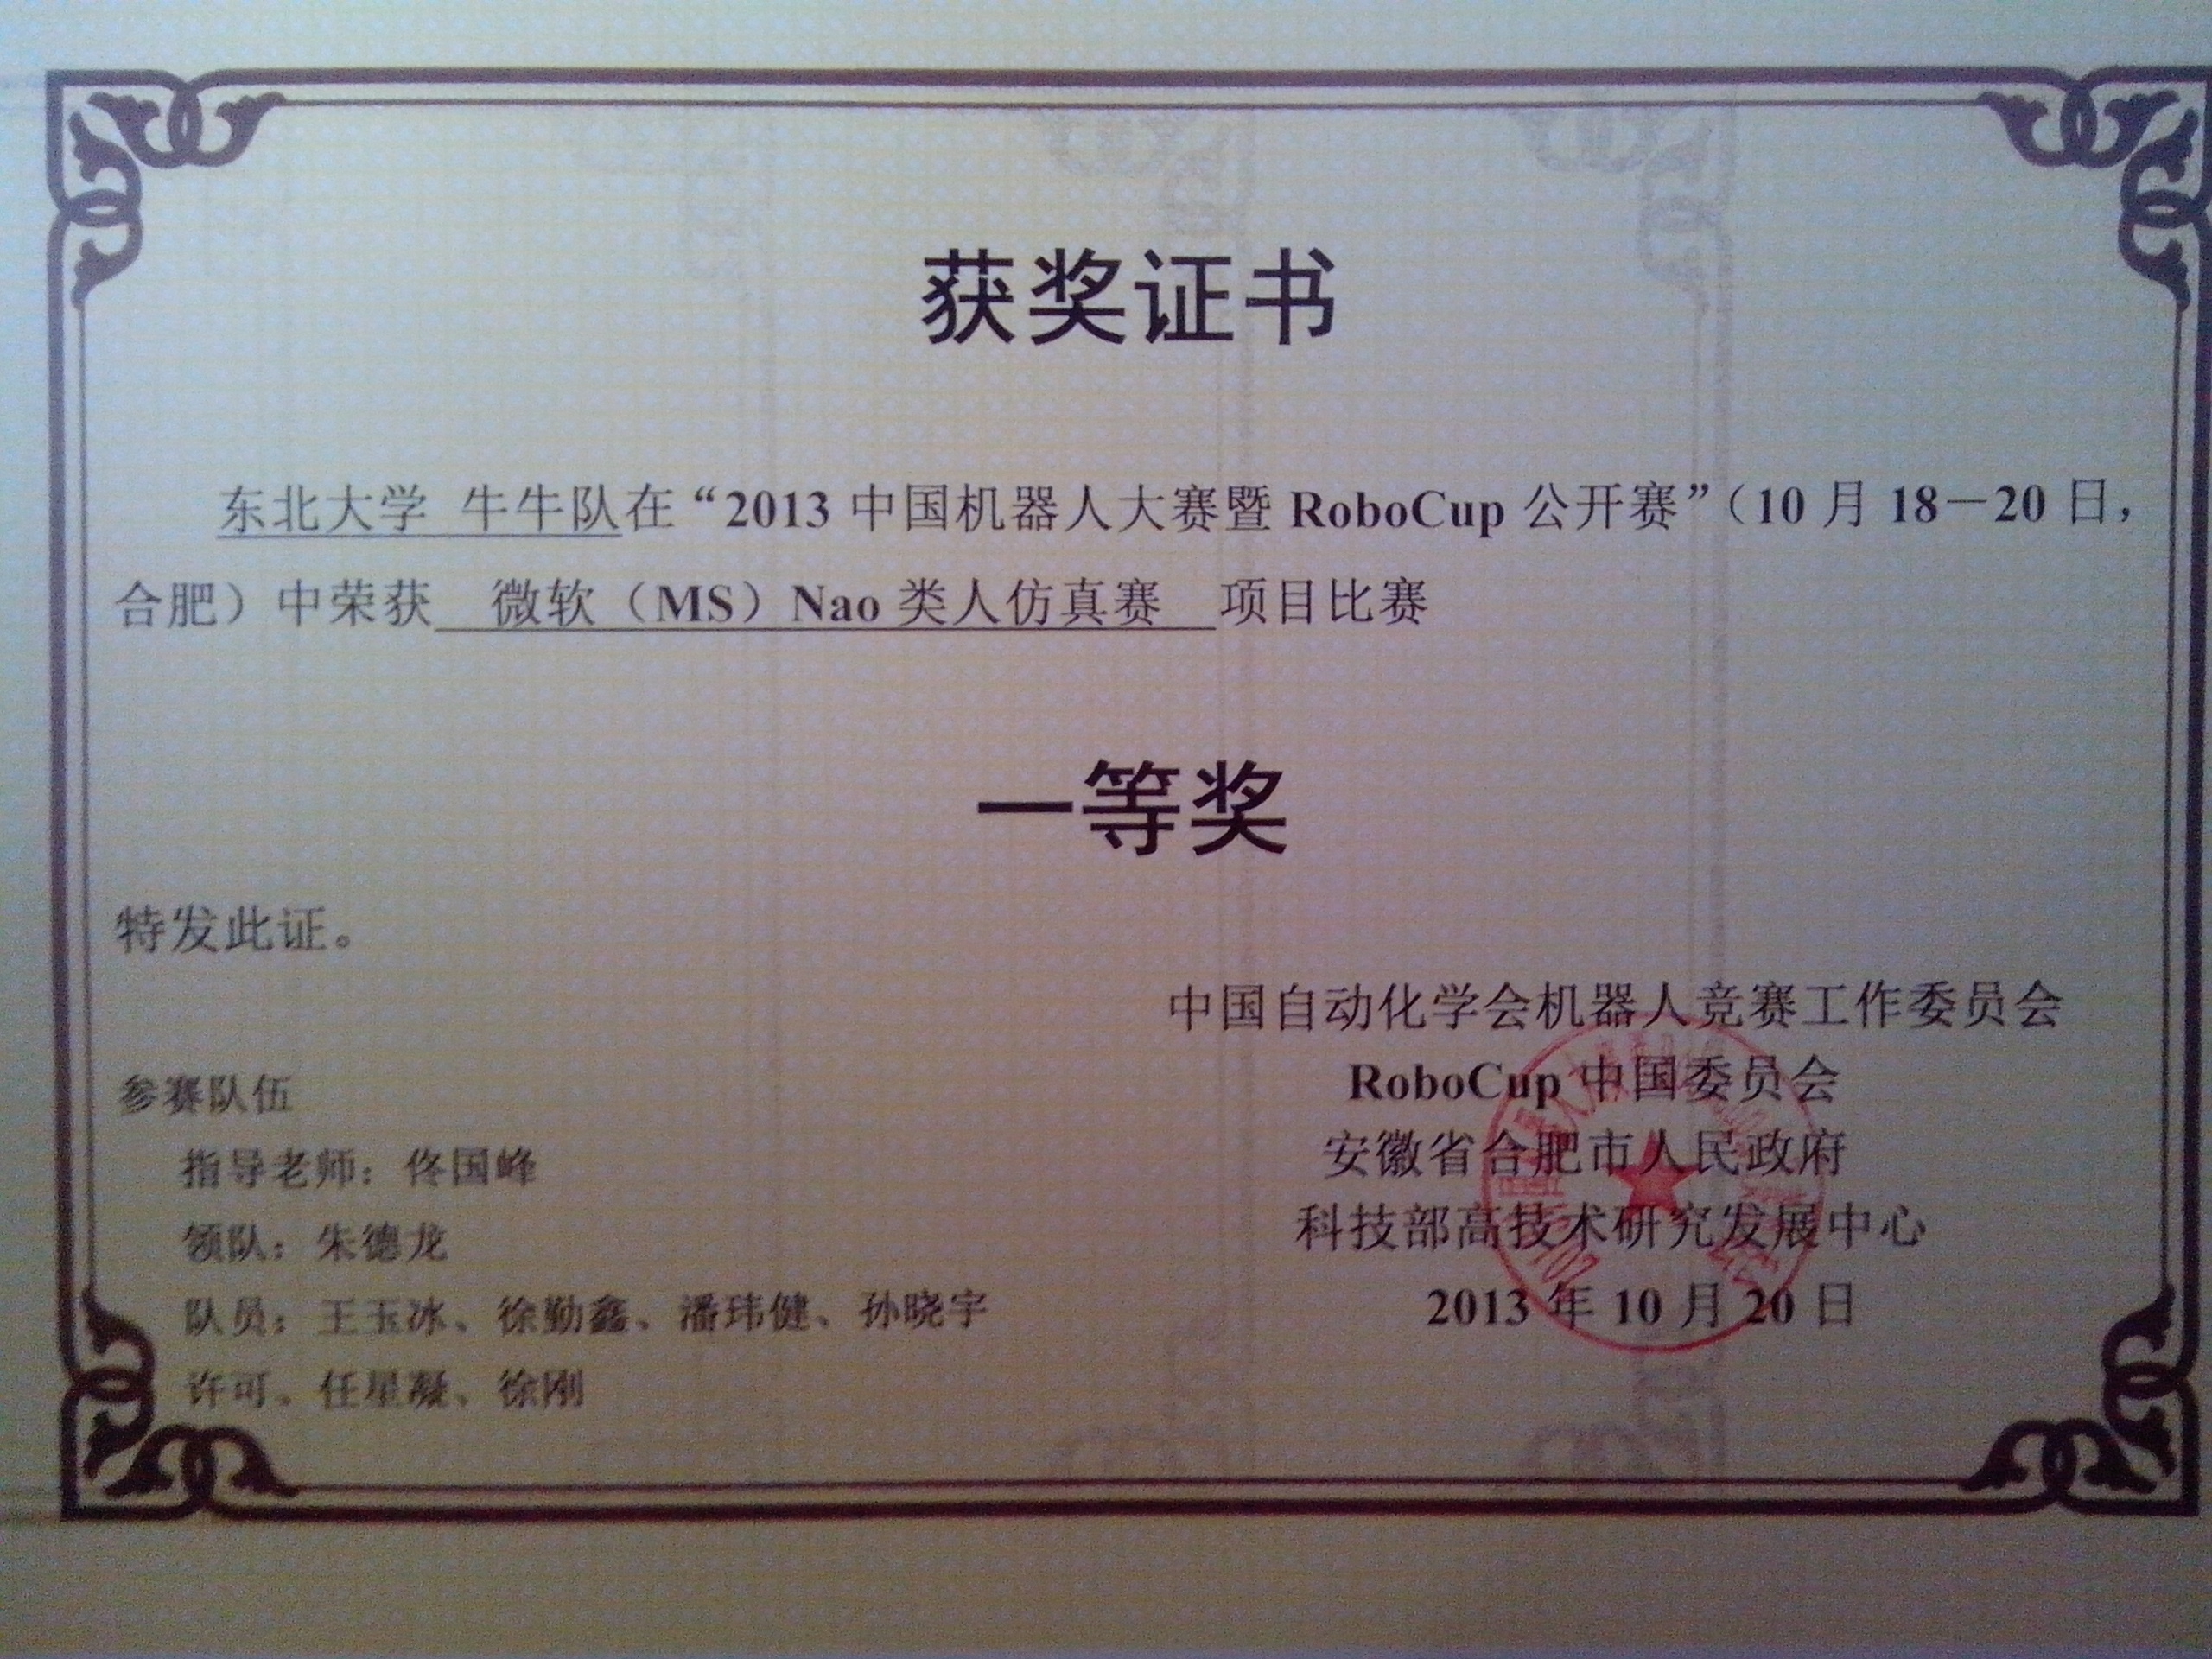 获奖证书
东北大学 牛牛队在“2013 中国机器人大赛暨 RoboCup 公开赛”（10 月 18－20 日，
合肥）中荣获 微软（MS）Nao 类人仿真赛 项目比赛
一等奖
特发此证。
中国自动化学会机器人竞赛工作委员会
RoboCup 中国委员会
安徽省合肥市人民政府
科技部高技术研究发展中心
2013 年 10 月 20 日
参赛队伍
指导老师：佟国峰
领队：朱德龙
队员：王玉冰、徐勤鑫、潘玮健、孙晓宇
许可、任星凝、徐刚